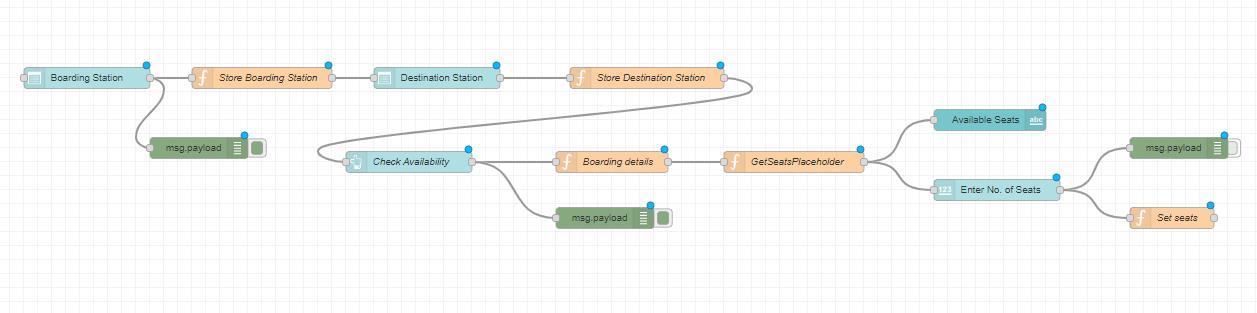 Boarding Station
Store Boarding Station
Destination Station
Store Destination Station
msg.payload
Check Availability
Boarding details
GetSeatsPlaceholder
msg.payload
Available Seats
abc
123
Enter No. of Seats
msg.payload
Set seats